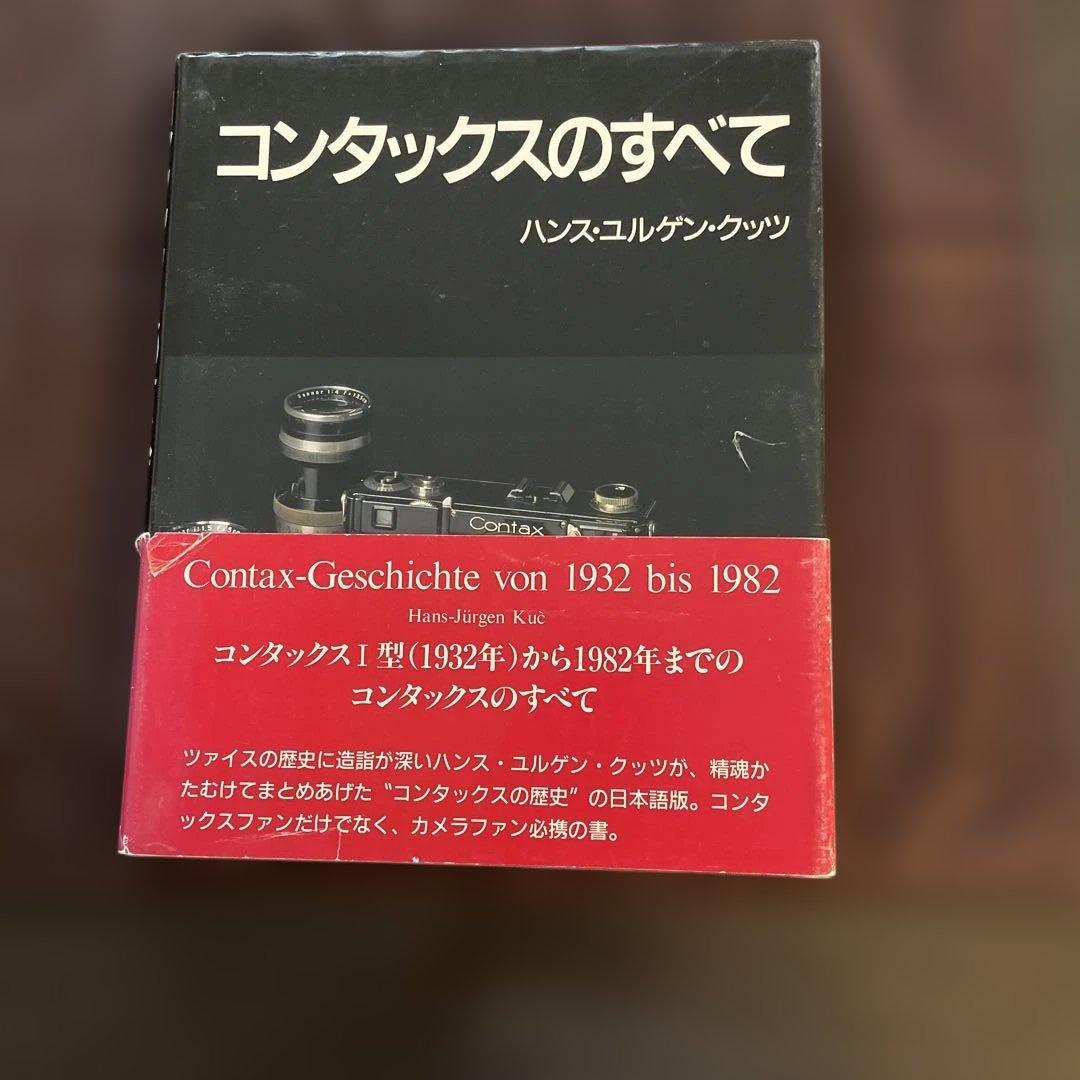 コンタックスのすべて
ハンス・ユルゲン・クッツ
Sonnar 1:4 f=135
Contax
Contax-Geschichte von 1932 bis 1982
Hans-Jürgen Kuč
コンタックスⅠ型(1932年)から1982年までの
コンタックスのすべて
ツァイスの歴史に造詣が深いハンス・ユルゲン・クッツが、精魂か
たむけてまとめあげた“コンタックスの歴史”の日本語版。コンタ
ックスファンだけでなく、カメラファン必携の書。